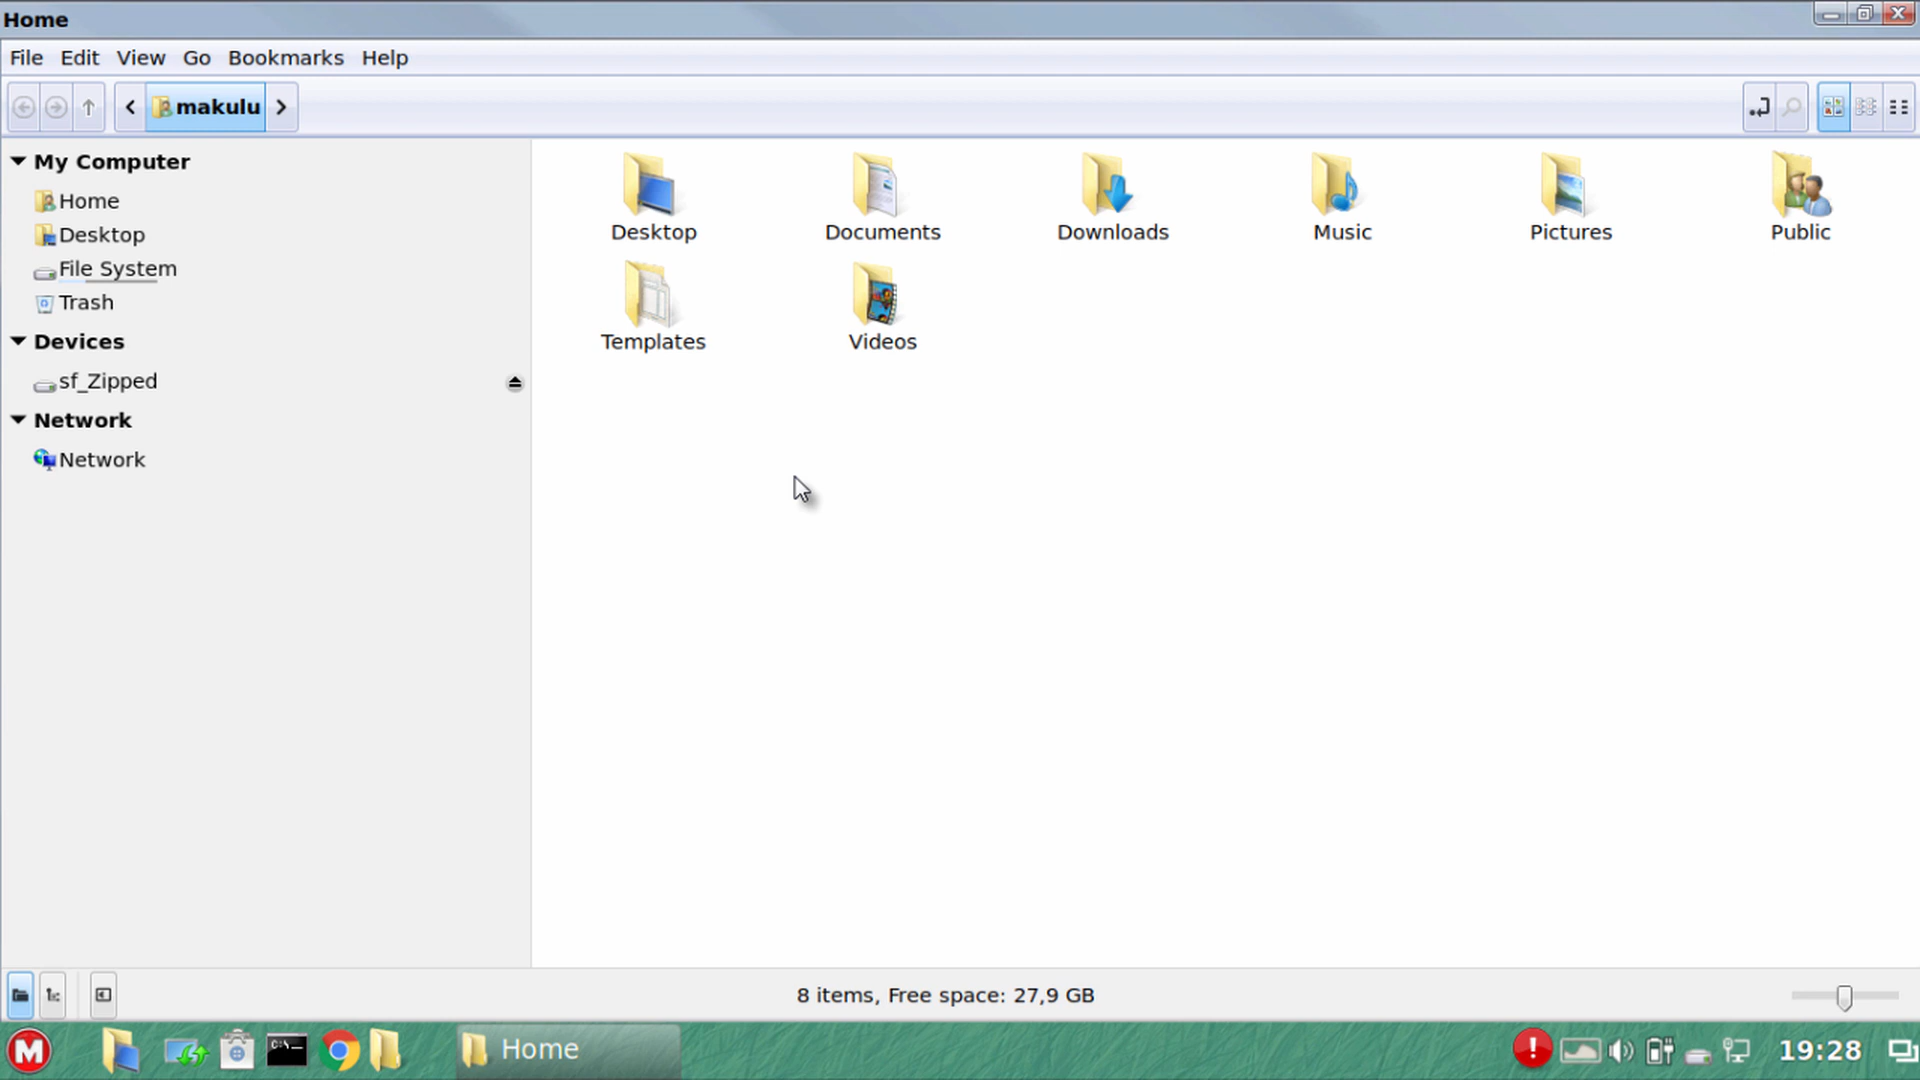 Home
File Edit View Go Bookmarks Help
makulu
My Computer
Home
Desktop
File System
Trash
Devices
sf_Zipped
Network
Network
Desktop Documents Downloads Music Pictures Public
Templates Videos
8 items, Free space: 27,9 GB
M
C:\
Home
!
19:28